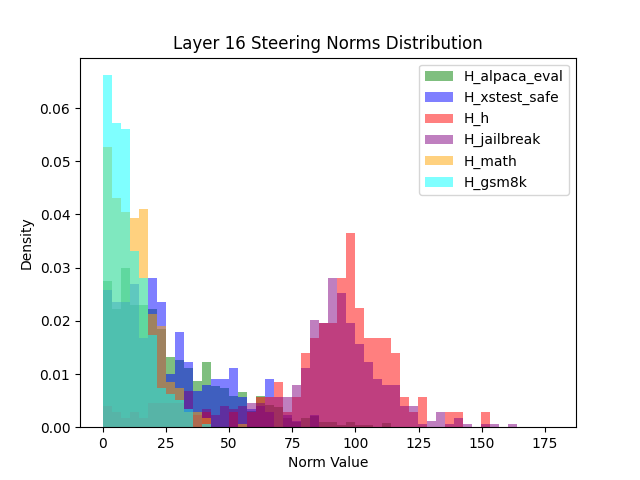 Layer 16 Steering Norms Distribution
H_alpaca_eval
H_xstest_safe
H_h
H_jailbreak
H_math
H_gsm8k
Density
0.06
0.05
0.04
0.03
0.02
0.01
0.00
0 25 50 75 100 125 150 175
Norm Value